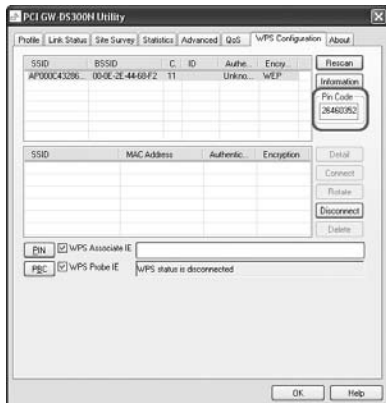 PCI GW-DS300N Utility
Profile Link Status Site Survey Statistics Advanced QoS WPS Configuration About
SSID BSSID C. ID Authe... Encry...
AP000C43286... 00-0E-2E-44-68-F2 11 Unkno... WEP
Rescan
Information
Pin Code
26460352
SSID MAC Address Authentic... Encryption
Detail
Connect
Rotate
Disconnect
Delete
PIN WPS Associate IE
PBC WPS Probe IE WPS status is disconnected
OK Help